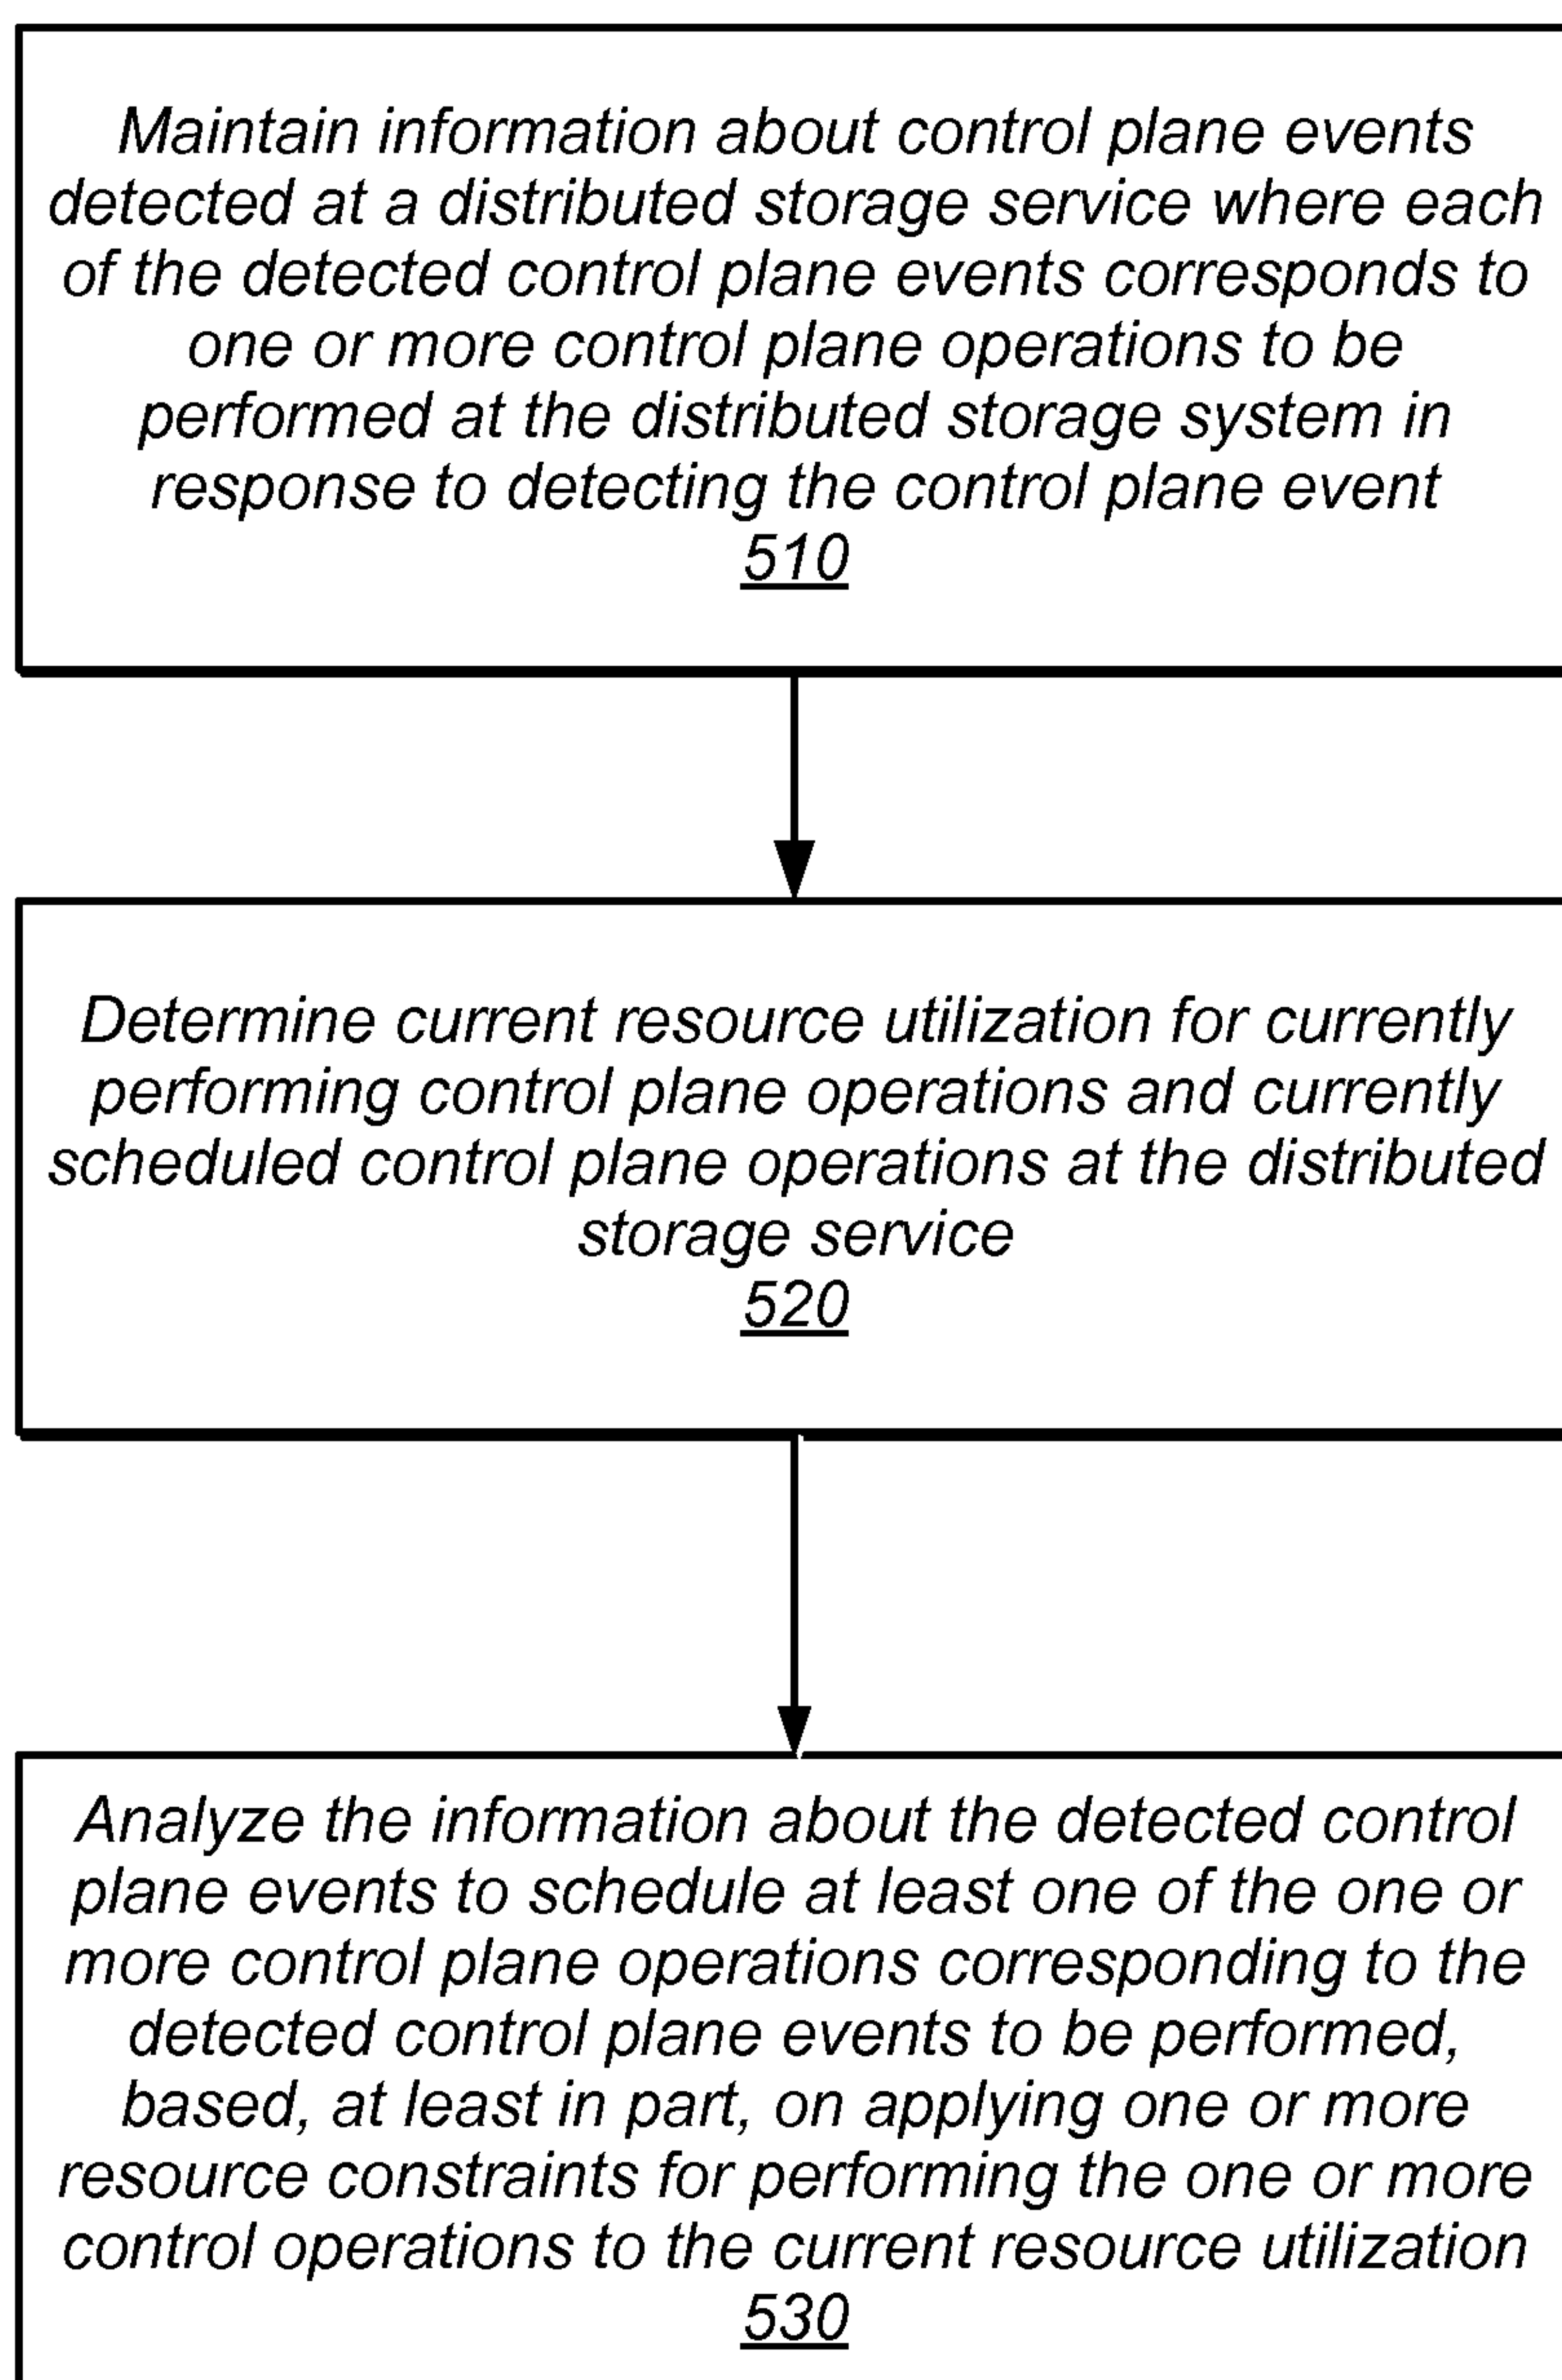 Maintain information about control plane events
detected at a distributed storage service where each
of the detected control plane events corresponds to
one or more control plane operations to be
performed at the distributed storage system in
response to detecting the control plane event
510
Determine current resource utilization for currently
performing control plane operations and currently
scheduled control plane operations at the distributed
storage service
520
Analyze the information about the detected control
plane events to schedule at least one of the one or
more control plane operations corresponding to the
detected control plane events to be performed,
based, at least in part, on applying one or more
resource constraints for performing the one or more
control operations to the current resource utilization
530